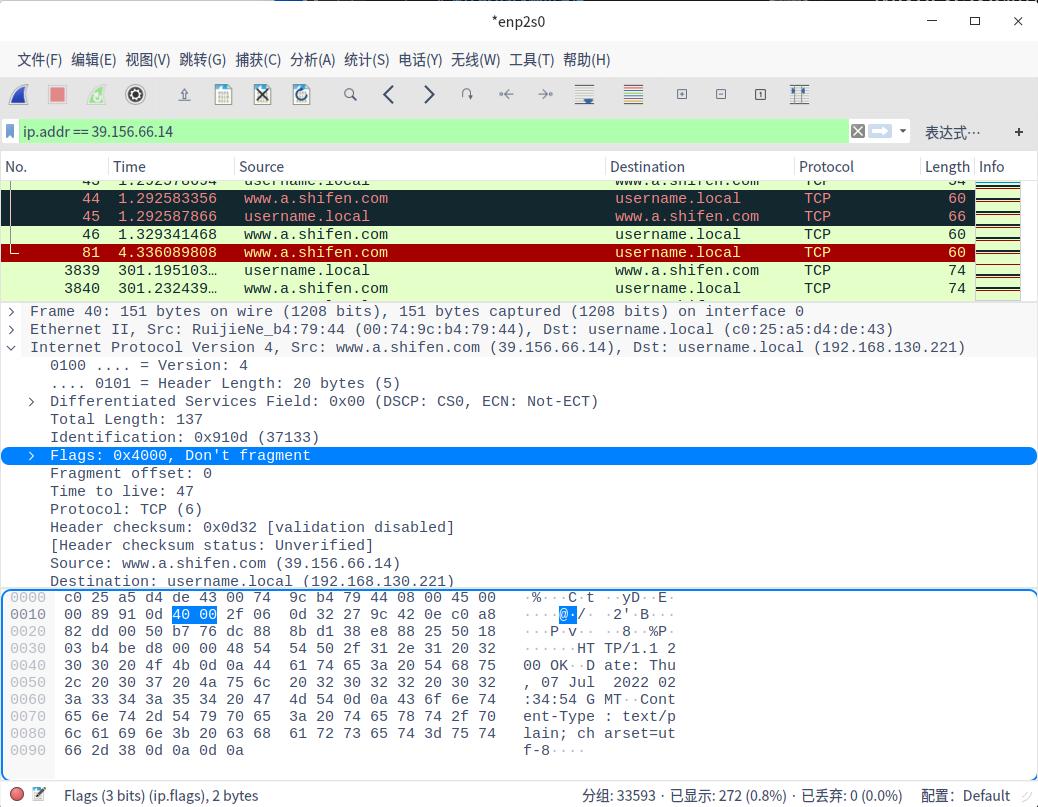 *enp2s0
文件(F) 编辑(E) 视图(V) 跳转(G) 捕获(C) 分析(A) 统计(S) 电话(Y) 无线(W) 工具(T) 帮助(H)
ip.addr == 39.156.66.14 表达式… +
No. Time Source Destination Protocol Length Info
43 1.292578694 username.local www.a.shifen.com TCP 54
44 1.292583356 www.a.shifen.com username.local TCP 60
45 1.292587866 username.local www.a.shifen.com TCP 66
46 1.329341468 www.a.shifen.com username.local TCP 60
81 4.336089808 www.a.shifen.com username.local TCP 60
3839 301.195103… username.local www.a.shifen.com TCP 74
3840 301.232439… www.a.shifen.com username.local TCP 74
Frame 40: 151 bytes on wire (1208 bits), 151 bytes captured (1208 bits) on interface 0
Ethernet II, Src: RuijieNe_b4:79:44 (00:74:9c:b4:79:44), Dst: username.local (c0:25:a5:d4:de:43)
Internet Protocol Version 4, Src: www.a.shifen.com (39.156.66.14), Dst: username.local (192.168.130.221)
0100 .... = Version: 4
.... 0101 = Header Length: 20 bytes (5)
Differentiated Services Field: 0x00 (DSCP: CS0, ECN: Not-ECT)
Total Length: 137
Identification: 0x910d (37133)
Flags: 0x4000, Don't fragment
Fragment offset: 0
Time to live: 47
Protocol: TCP (6)
Header checksum: 0x0d32 [validation disabled]
[Header checksum status: Unverified]
Source: www.a.shifen.com (39.156.66.14)
Destination: username.local (192.168.130.221)
0000 c0 25 a5 d4 de 43 00 74 9c b4 79 44 08 00 45 00 ·%···C·t ··yD··E·
0010 00 89 91 0d 40 00 2f 06 0d 32 27 9c 42 0e c0 a8 ····@·/· ·2'·B···
0020 82 dd 00 50 b7 76 dc 88 8b d1 38 e8 88 25 50 18 ···P·v·· ··8··%P·
0030 03 b4 be d8 00 00 48 54 54 50 2f 31 2e 31 20 32 ······HT TP/1.1 2
0040 30 30 20 4f 4b 0d 0a 44 61 74 65 3a 20 54 68 75 00 OK··D ate: Thu
0050 2c 20 30 37 20 4a 75 6c 20 32 30 32 32 20 30 32 , 07 Jul 2022 02
0060 3a 33 34 3a 35 34 20 47 4d 54 0d 0a 43 6f 6e 74 :34:54 G MT··Cont
0070 65 6e 74 2d 54 79 70 65 3a 20 74 65 78 74 2f 70 ent-Type : text/p
0080 6c 61 69 6e 3b 20 63 68 61 72 73 65 74 3d 75 74 lain; ch arset=ut
0090 66 2d 38 0d 0a 0d 0a f-8····
Flags (3 bits) (ip.flags), 2 bytes 分组: 33593 · 已显示: 272 (0.8%) · 已丢弃: 0 (0.0%) 配置：Default